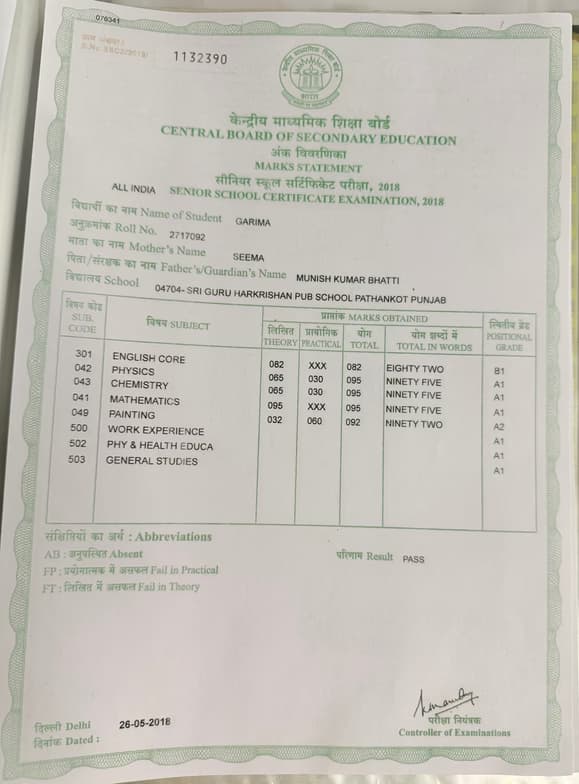 076341
क्रम संख्या /
S.No. SSC2/2018/
1132390
केन्द्रीय माध्यमिक शिक्षा बोर्ड
भारत
केन्द्रीय माध्यमिक शिक्षा बोर्ड
CENTRAL BOARD OF SECONDARY EDUCATION
अंक विवरणिका
MARKS STATEMENT
सीनियर स्कूल सर्टिफिकेट परीक्षा, 2018
ALL INDIA SENIOR SCHOOL CERTIFICATE EXAMINATION, 2018
विद्यार्थी का नाम Name of Student GARIMA
अनुक्रमांक Roll No. 2717092
माता का नाम Mother's Name SEEMA
पिता/संरक्षक का नाम Father's/Guardian's Name MUNISH KUMAR BHATTI
विद्यालय School 04704- SRI GURU HARKRISHAN PUB SCHOOL PATHANKOT PUNJAB
विषय कोड SUB. CODE विषय SUBJECT प्राप्तांक MARKS OBTAINED स्थितीय ग्रेड POSITIONAL GRADE
लिखित THEORY प्रायोगिक PRACTICAL योग TOTAL योग शब्दों में TOTAL IN WORDS
301 ENGLISH CORE 082 XXX 082 EIGHTY TWO B1
042 PHYSICS 065 030 095 NINETY FIVE A1
043 CHEMISTRY 065 030 095 NINETY FIVE A1
041 MATHEMATICS 095 XXX 095 NINETY FIVE A1
049 PAINTING 032 060 092 NINETY TWO A2
500 WORK EXPERIENCE A1
502 PHY & HEALTH EDUCA A1
503 GENERAL STUDIES A1
संक्षिप्तियों का अर्थ : Abbreviations
AB : अनुपस्थित Absent
परिणाम Result PASS
FP : प्रयोगात्मक में असफल Fail in Practical
FT : लिखित में असफल Fail in Theory
दिल्ली Delhi
दिनांक Dated : 26-05-2018
परीक्षा नियंत्रक
Controller of Examinations